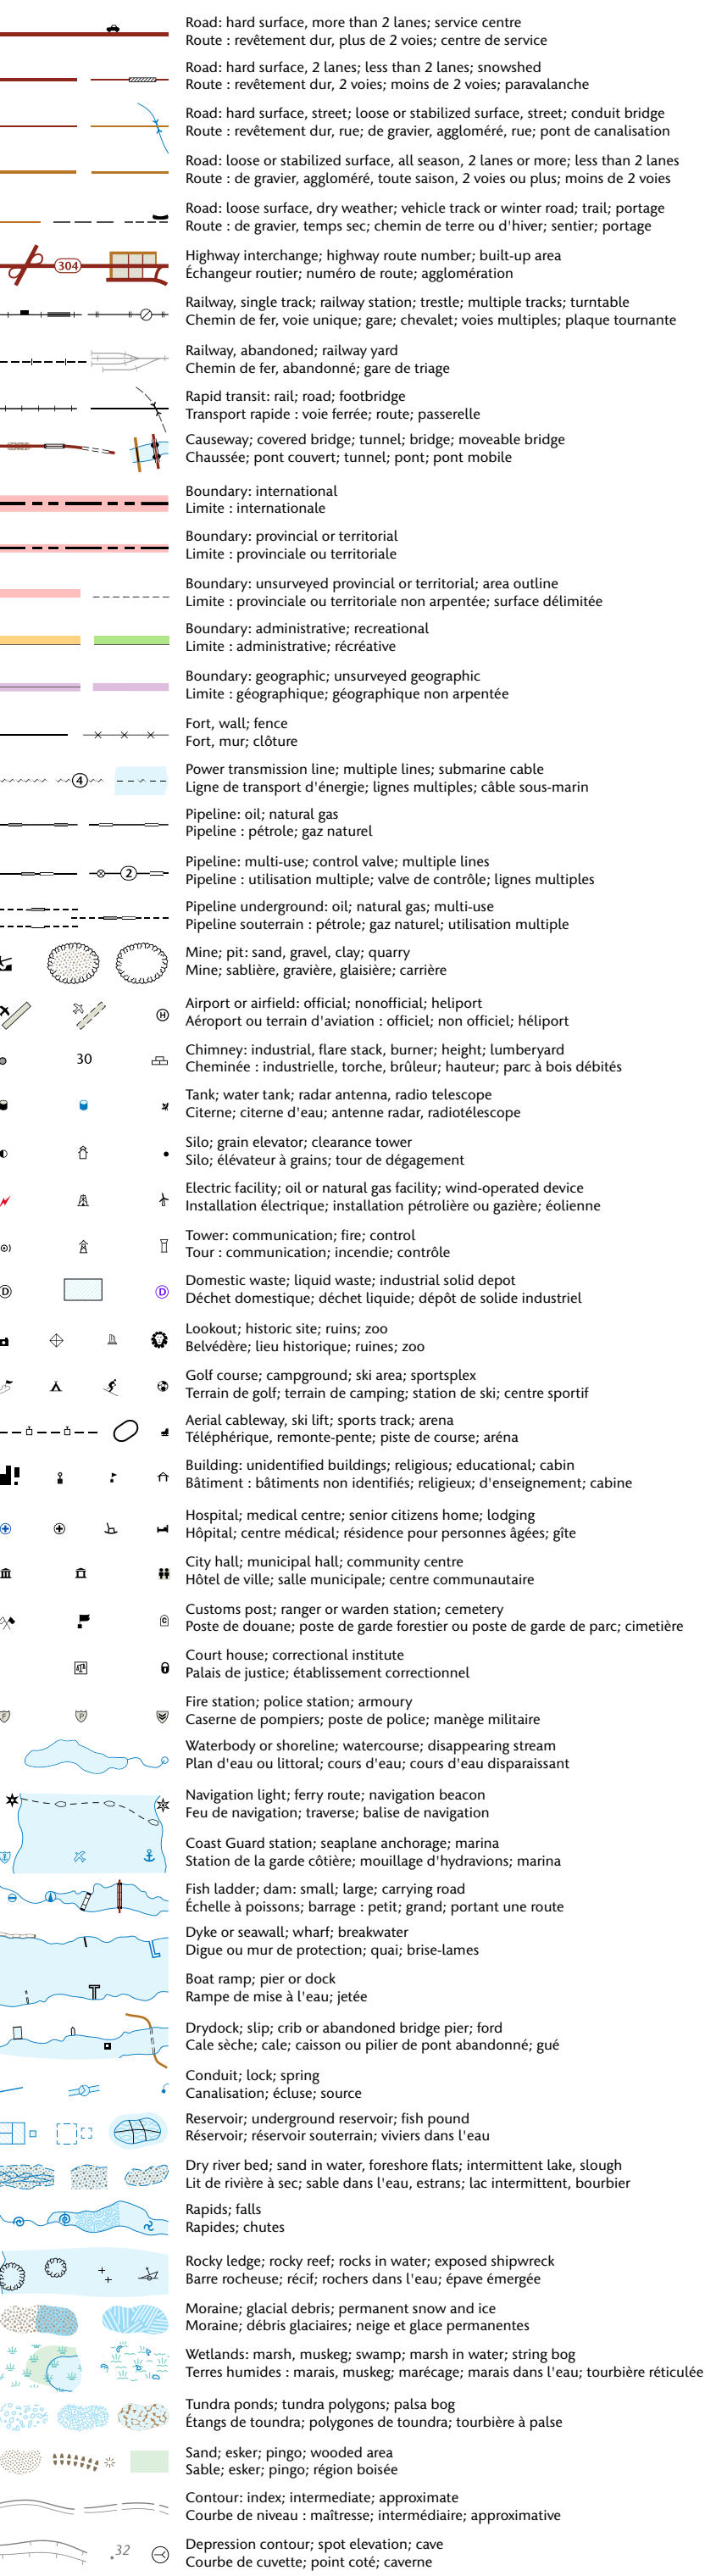 Road: hard surface, more than 2 lanes; service centre
Route : revêtement dur, plus de 2 voies; centre de service
Road: hard surface, 2 lanes; less than 2 lanes; snowshed
Route : revêtement dur, 2 voies; moins de 2 voies; paravalanche
Road: hard surface, street; loose or stabilized surface, street; conduit bridge
Route : revêtement dur, rue; de gravier, aggloméré, rue; pont de canalisation
Road: loose or stabilized surface, all season, 2 lanes or more; less than 2 lanes
Route : de gravier, aggloméré, toute saison, 2 voies ou plus; moins de 2 voies
Road: loose surface, dry weather; vehicle track or winter road; trail; portage
Route : de gravier, temps sec; chemin de terre ou d'hiver; sentier; portage
304
Highway interchange; highway route number; built-up area
Échangeur routier; numéro de route; agglomération
Railway, single track; railway station; trestle; multiple tracks; turntable
Chemin de fer, voie unique; gare; chevalet; voies multiples; plaque tournante
Railway, abandoned; railway yard
Chemin de fer, abandonné; gare de triage
Rapid transit: rail; road; footbridge
Transport rapide : voie ferrée; route; passerelle
Causeway; covered bridge; tunnel; bridge; moveable bridge
Chaussée; pont couvert; tunnel; pont; pont mobile
Boundary: international
Limite : internationale
Boundary: provincial or territorial
Limite : provinciale ou territoriale
Boundary: unsurveyed provincial or territorial; area outline
Limite : provinciale ou territoriale non arpentée; surface délimitée
Boundary: administrative; recreational
Limite : administrative; récréative
Boundary: geographic; unsurveyed geographic
Limite : géographique; géographique non arpentée
Fort, wall; fence
Fort, mur; clôture
4
Power transmission line; multiple lines; submarine cable
Ligne de transport d'énergie; lignes multiples; câble sous-marin
Pipeline: oil; natural gas
Pipeline : pétrole; gaz naturel
2
Pipeline: multi-use; control valve; multiple lines
Pipeline : utilisation multiple; valve de contrôle; lignes multiples
Pipeline underground: oil; natural gas; multi-use
Pipeline souterrain : pétrole; gaz naturel; utilisation multiple
Mine; pit: sand, gravel, clay; quarry
Mine; sablière, gravière, glaisière; carrière
H
Airport or airfield: official; nonofficial; heliport
Aéroport ou terrain d'aviation : officiel; non officiel; héliport
30
Chimney: industrial, flare stack, burner; height; lumberyard
Cheminée : industrielle, torche, brûleur; hauteur; parc à bois débités
Tank; water tank; radar antenna, radio telescope
Citerne; citerne d'eau; antenne radar, radiotélescope
Silo; grain elevator; clearance tower
Silo; élévateur à grains; tour de dégagement
Electric facility; oil or natural gas facility; wind-operated device
Installation électrique; installation pétrolière ou gazière; éolienne
Tower: communication; fire; control
Tour : communication; incendie; contrôle
D D
Domestic waste; liquid waste; industrial solid depot
Déchet domestique; déchet liquide; dépôt de solide industriel
Lookout; historic site; ruins; zoo
Belvédère; lieu historique; ruines; zoo
Golf course; campground; ski area; sportsplex
Terrain de golf; terrain de camping; station de ski; centre sportif
Aerial cableway, ski lift; sports track; arena
Téléphérique, remonte-pente; piste de course; aréna
Building: unidentified buildings; religious; educational; cabin
Bâtiment : bâtiments non identifiés; religieux; d'enseignement; cabine
Hospital; medical centre; senior citizens home; lodging
Hôpital; centre médical; résidence pour personnes âgées; gîte
City hall; municipal hall; community centre
Hôtel de ville; salle municipale; centre communautaire
C
Customs post; ranger or warden station; cemetery
Poste de douane; poste de garde forestier ou poste de garde de parc; cimetière
Court house; correctional institute
Palais de justice; établissement correctionnel
F P
Fire station; police station; armoury
Caserne de pompiers; poste de police; manège militaire
Waterbody or shoreline; watercourse; disappearing stream
Plan d'eau ou littoral; cours d'eau; cours d'eau disparaissant
Navigation light; ferry route; navigation beacon
Feu de navigation; traverse; balise de navigation
Coast Guard station; seaplane anchorage; marina
Station de la garde côtière; mouillage d'hydravions; marina
Fish ladder; dam: small; large; carrying road
Échelle à poissons; barrage : petit; grand; portant une route
Dyke or seawall; wharf; breakwater
Digue ou mur de protection; quai; brise-lames
Boat ramp; pier or dock
Rampe de mise à l'eau; jetée
Drydock; slip; crib or abandoned bridge pier; ford
Cale sèche; cale; caisson ou pilier de pont abandonné; gué
Conduit; lock; spring
Canalisation; écluse; source
Reservoir; underground reservoir; fish pound
Réservoir; réservoir souterrain; viviers dans l'eau
Dry river bed; sand in water, foreshore flats; intermittent lake, slough
Lit de rivière à sec; sable dans l'eau, estrans; lac intermittent, bourbier
Rapids; falls
Rapides; chutes
Rocky ledge; rocky reef; rocks in water; exposed shipwreck
Barre rocheuse; récif; rochers dans l'eau; épave émergée
Moraine; glacial debris; permanent snow and ice
Moraine; débris glaciaires; neige et glace permanentes
Wetlands: marsh, muskeg; swamp; marsh in water; string bog
Terres humides : marais, muskeg; marécage; marais dans l'eau; tourbière réticulée
Tundra ponds; tundra polygons; palsa bog
Étangs de toundra; polygones de toundra; tourbière à palse
Sand; esker; pingo; wooded area
Sable; esker; pingo; région boisée
Contour: index; intermediate; approximate
Courbe de niveau : maîtresse; intermédiaire; approximative
.32
Depression contour; spot elevation; cave
Courbe de cuvette; point coté; caverne